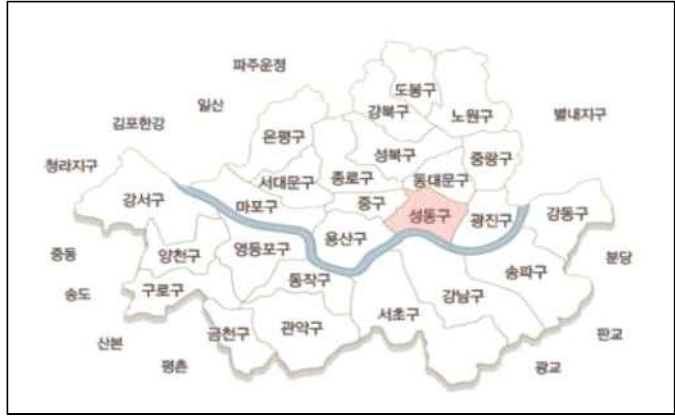 파주운정
도봉구
일산
강북구
노원구
별내지구
김포한강
은평구
성북구
중랑구
청라지구
서대문구
종로구
동대문구
강서구
마포구
중구
성동구
광진구
강동구
용산구
중동
양천구
영등포구
분당
동작구
송파구
송도
구로구
강남구
금천구
관악구
서초구
산본
판교
평촌
광교